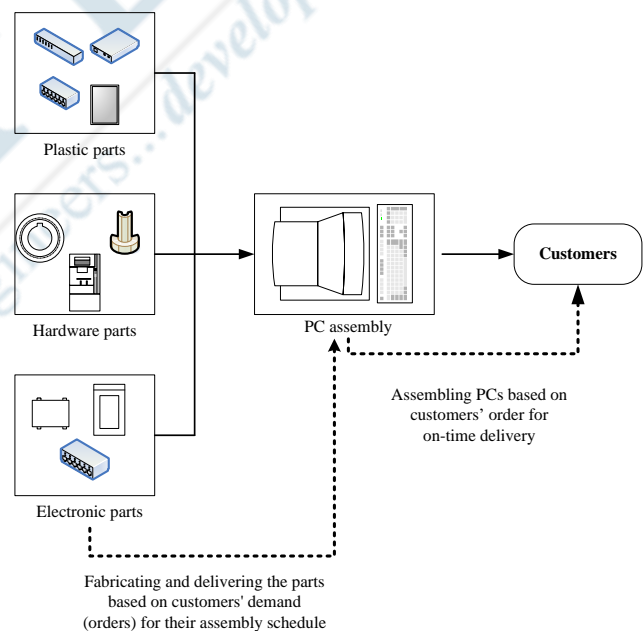 Plastic parts
Hardware parts
Electronic parts
PC assembly
Customers
Assembling PCs based on
customers’ order for
on-time delivery
Fabricating and delivering the parts
based on customers' demand
(orders) for their assembly schedule